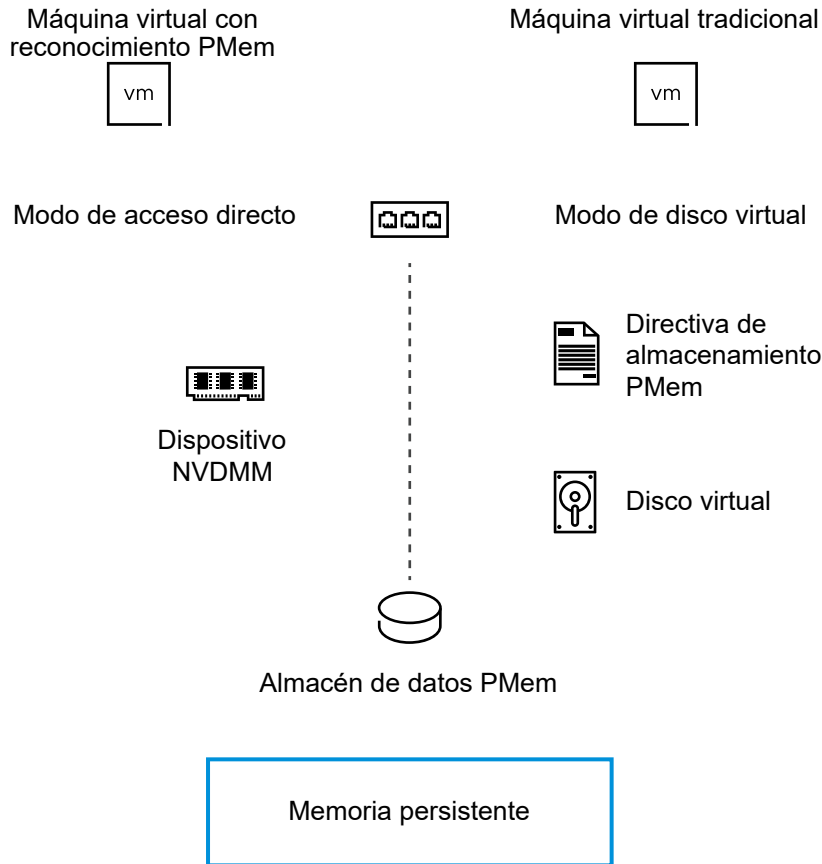 Máquina virtual con
reconocimiento PMem
Máquina virtual tradicional
vm
vm
Modo de acceso directo
Modo de disco virtual
Directiva de
almacenamiento
PMem
Dispositivo
NVDMM
Disco virtual
Almacén de datos PMem
Memoria persistente